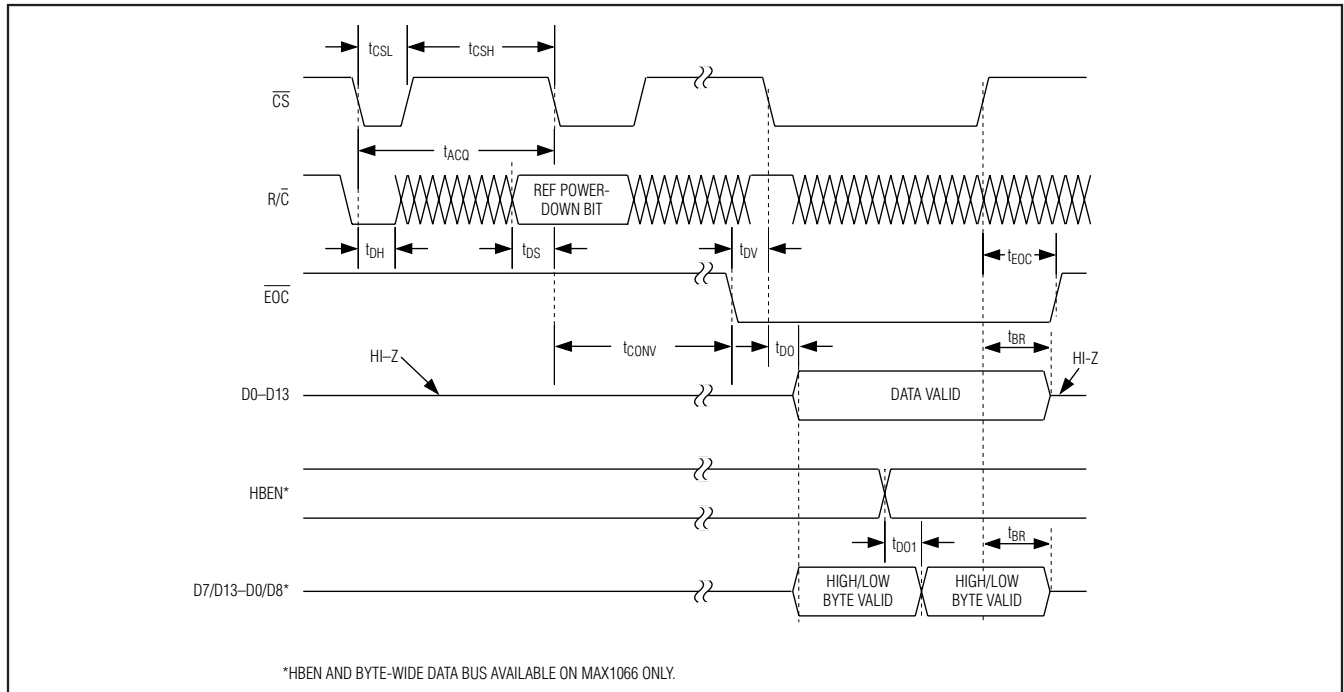 tCSL tCSH
CS
tACQ
R/C
REF POWER-
DOWN BIT
tDH tDS tDV tEOC
EOC
tCONV tDO tBR
HI–Z HI-Z
D0–D13 DATA VALID
HBEN*
tDO1 tBR
D7/D13–D0/D8*
HIGH/LOW
BYTE VALID
HIGH/LOW
BYTE VALID
*HBEN AND BYTE-WIDE DATA BUS AVAILABLE ON MAX1066 ONLY.